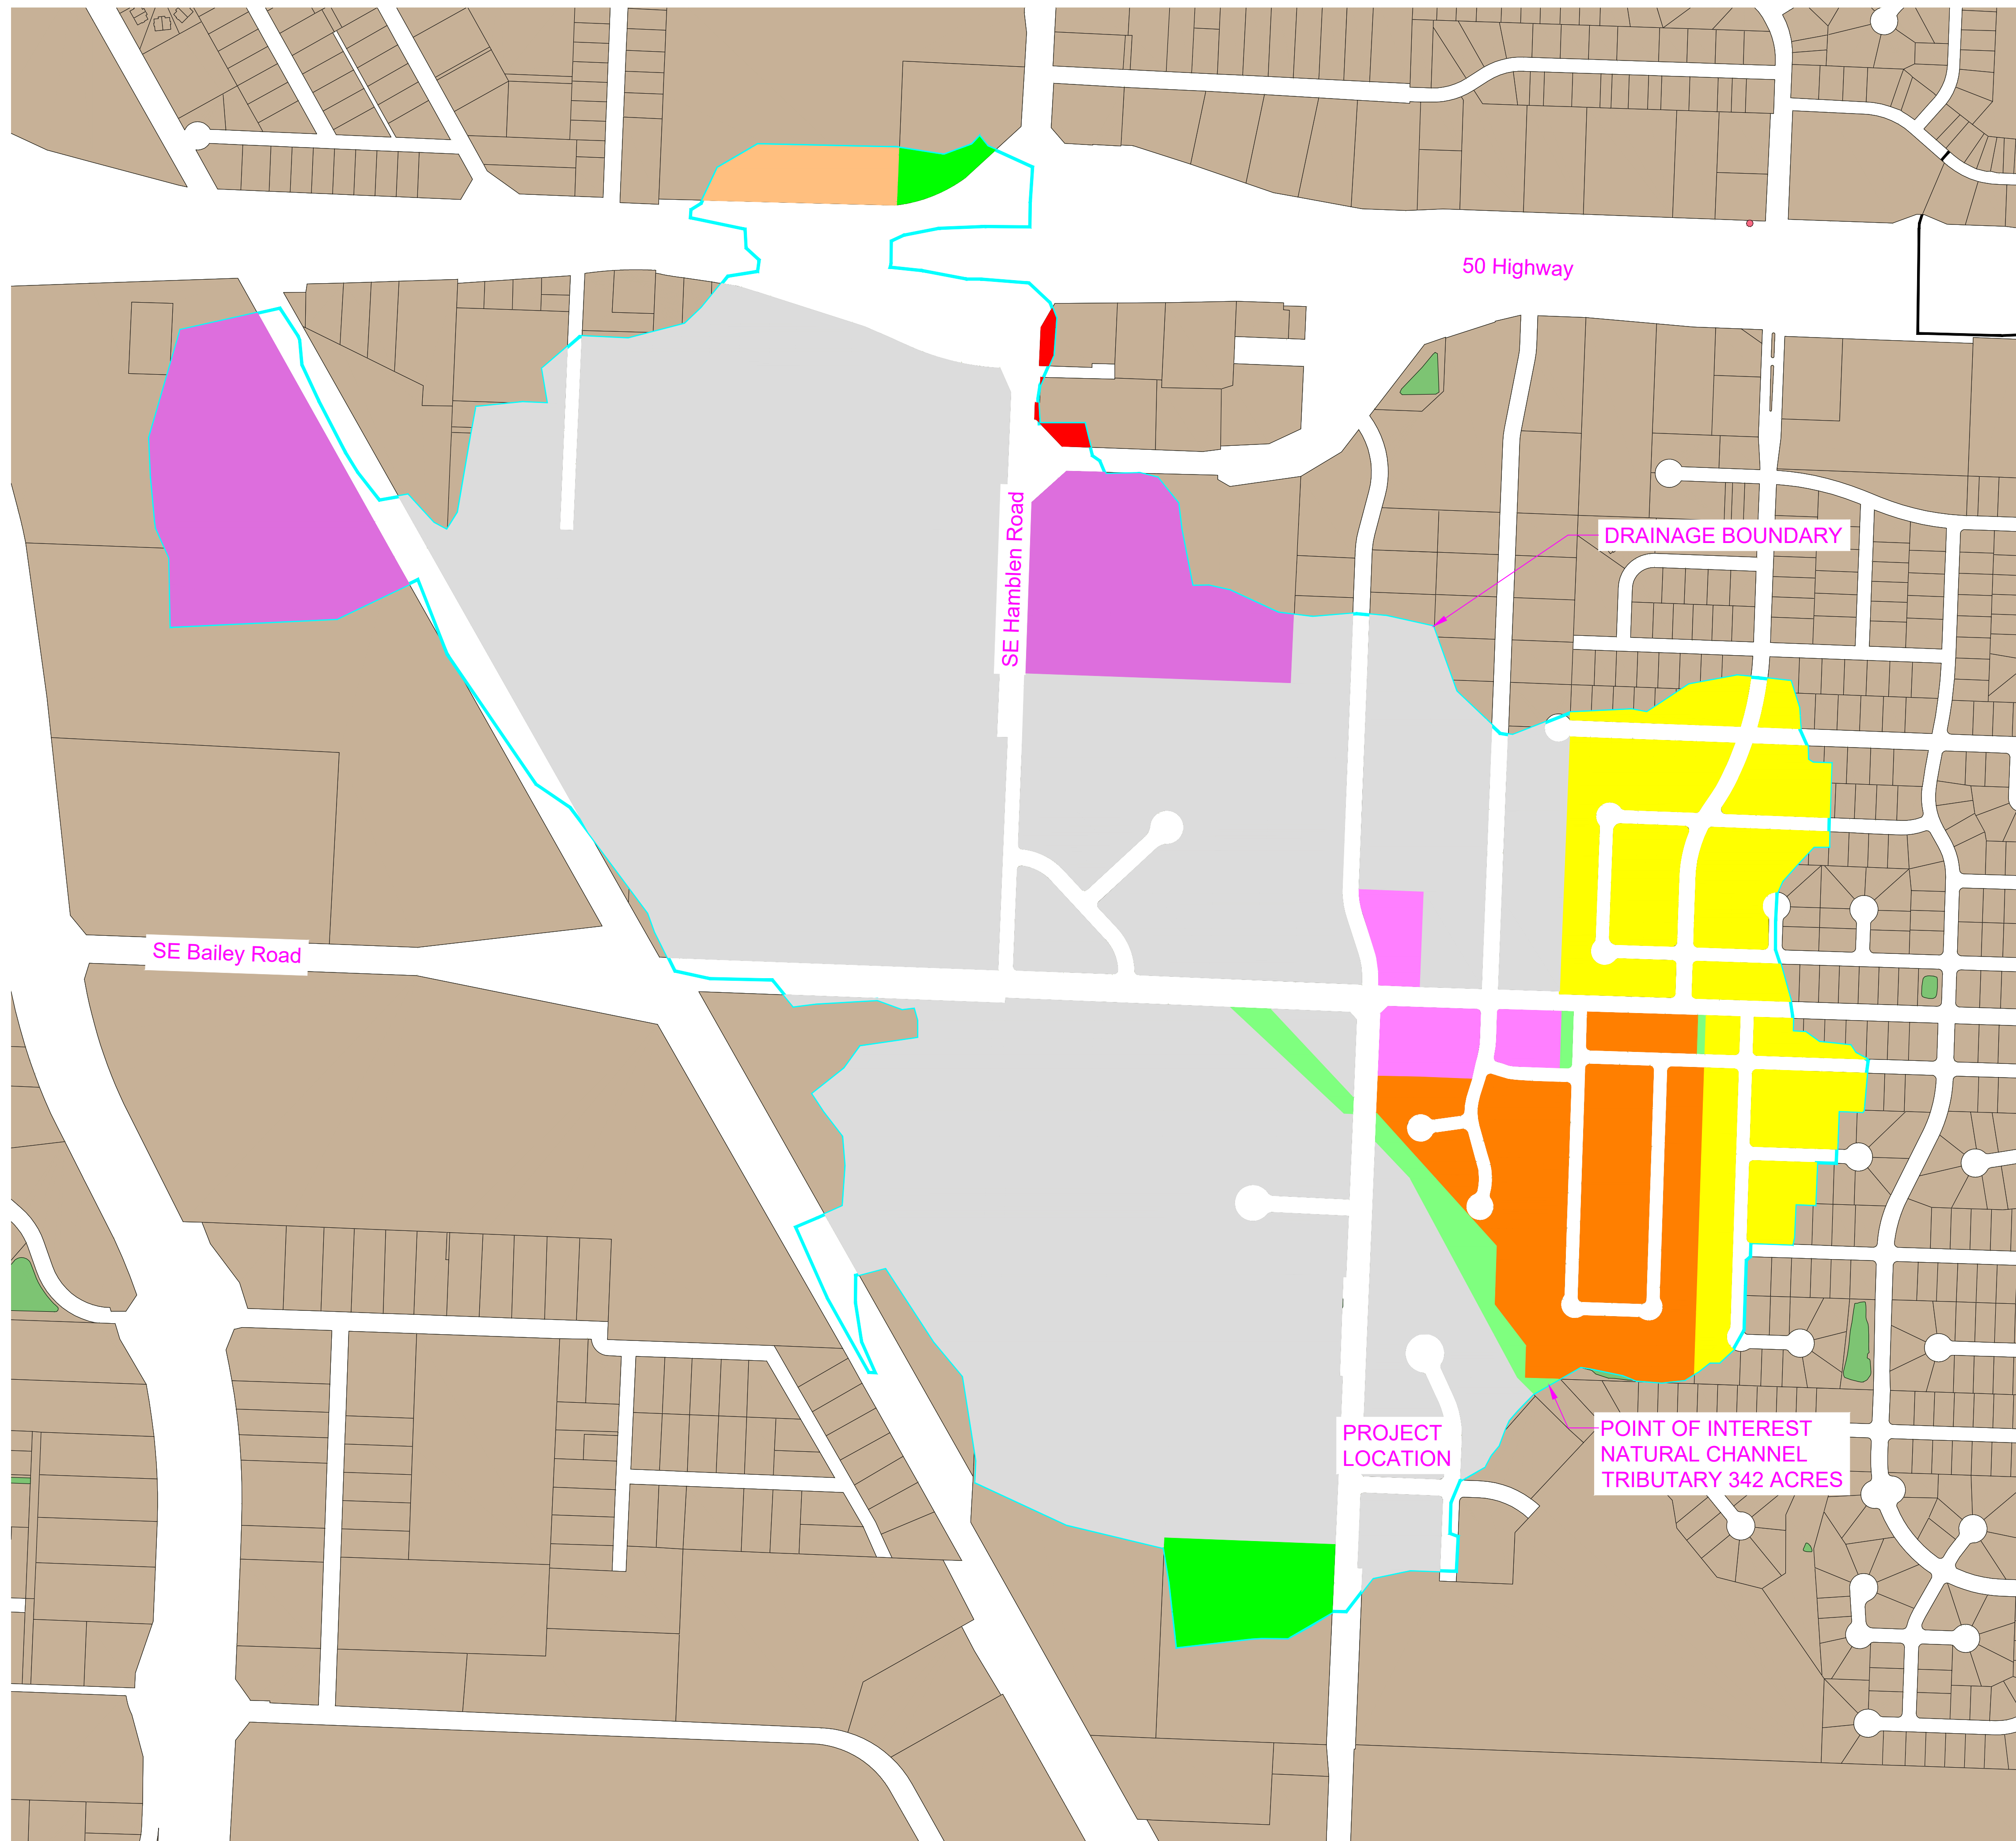 50 Highway
DRAINAGE BOUNDARY
SE Hamblen Road
SE Bailey Road
PROJECT
LOCATION
POINT OF INTEREST
NATURAL CHANNEL
TRIBUTARY 342 ACRES